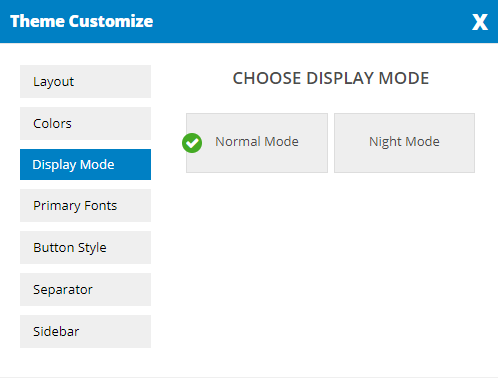 Theme Customize X
Layout
Colors
Display Mode
Primary Fonts
Button Style
Separator
Sidebar
CHOOSE DISPLAY MODE
Normal Mode Night Mode